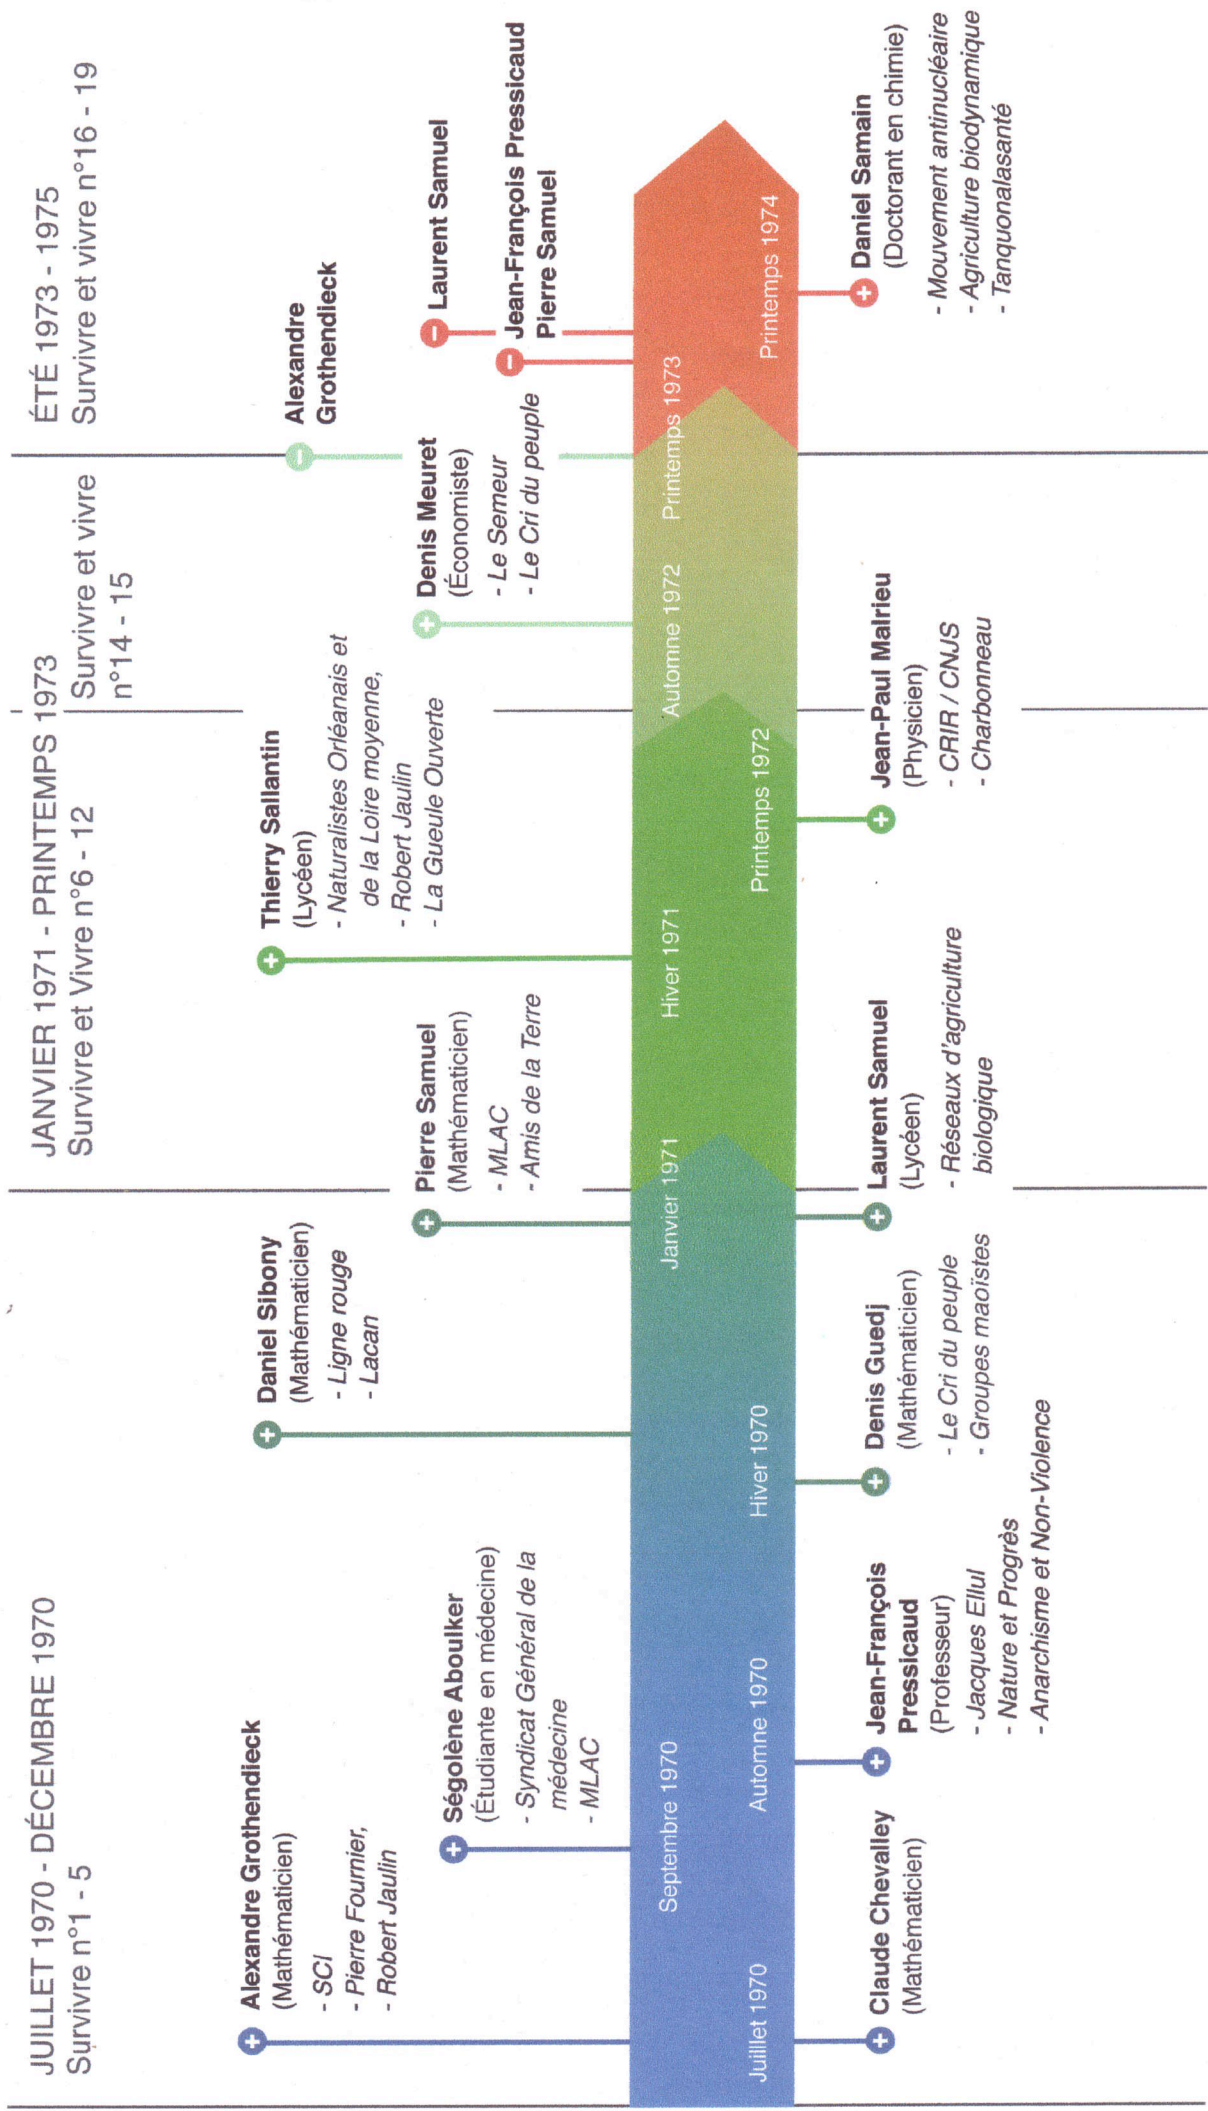 JUILLET 1970 - DÉCEMBRE 1970
Survivre n°1 - 5
JANVIER 1971 - PRINTEMPS 1973
Survivre et Vivre n°6 - 12
Survivre et vivre
n°14 - 15
ÉTÉ 1973 - 1975
Survivre et vivre n°16 - 19
Alexandre Grothendieck
(Mathématicien)
- SCI
- Pierre Fournier,
Robert Jaulin
Ségolène Aboulker
(Étudiante en médecine)
- Syndicat Général de la
médecine
- MLAC
Daniel Sibony
(Mathématicien)
- Ligne rouge
- Lacan
Pierre Samuel
(Mathématicien)
- MLAC
- Amis de la Terre
Thierry Sallantin
(Lycéen)
- Naturalistes Orléanais et
de la Loire moyenne,
- Robert Jaulin
- La Gueule Ouverte
Denis Meuret
(Économiste)
- Le Semeur
- Le Cri du peuple
Alexandre
Grothendieck
Laurent Samuel
Jean-François Pressicaud
Pierre Samuel
Juilllet 1970
Septembre 1970
Automne 1970
Hiver 1970
Janvier 1971
Hiver 1971
Printemps 1972
Automne 1972
Printemps 1973
Printemps 1974
Claude Chevalley
(Mathématicien)
Jean-François
Pressicaud
(Professeur)
- Jacques Ellul
- Nature et Progrès
- Anarchisme et Non-Violence
Denis Guedj
(Mathématicien)
- Le Cri du peuple
- Groupes maoïstes
Laurent Samuel
(Lycéen)
- Réseaux d'agriculture
biologique
Jean-Paul Malrieu
(Physicien)
- CRIR / CNJS
- Charbonneau
Daniel Samain
(Doctorant en chimie)
- Mouvement antinucléaire
- Agriculture biodynamique
- Tanquonalasanté